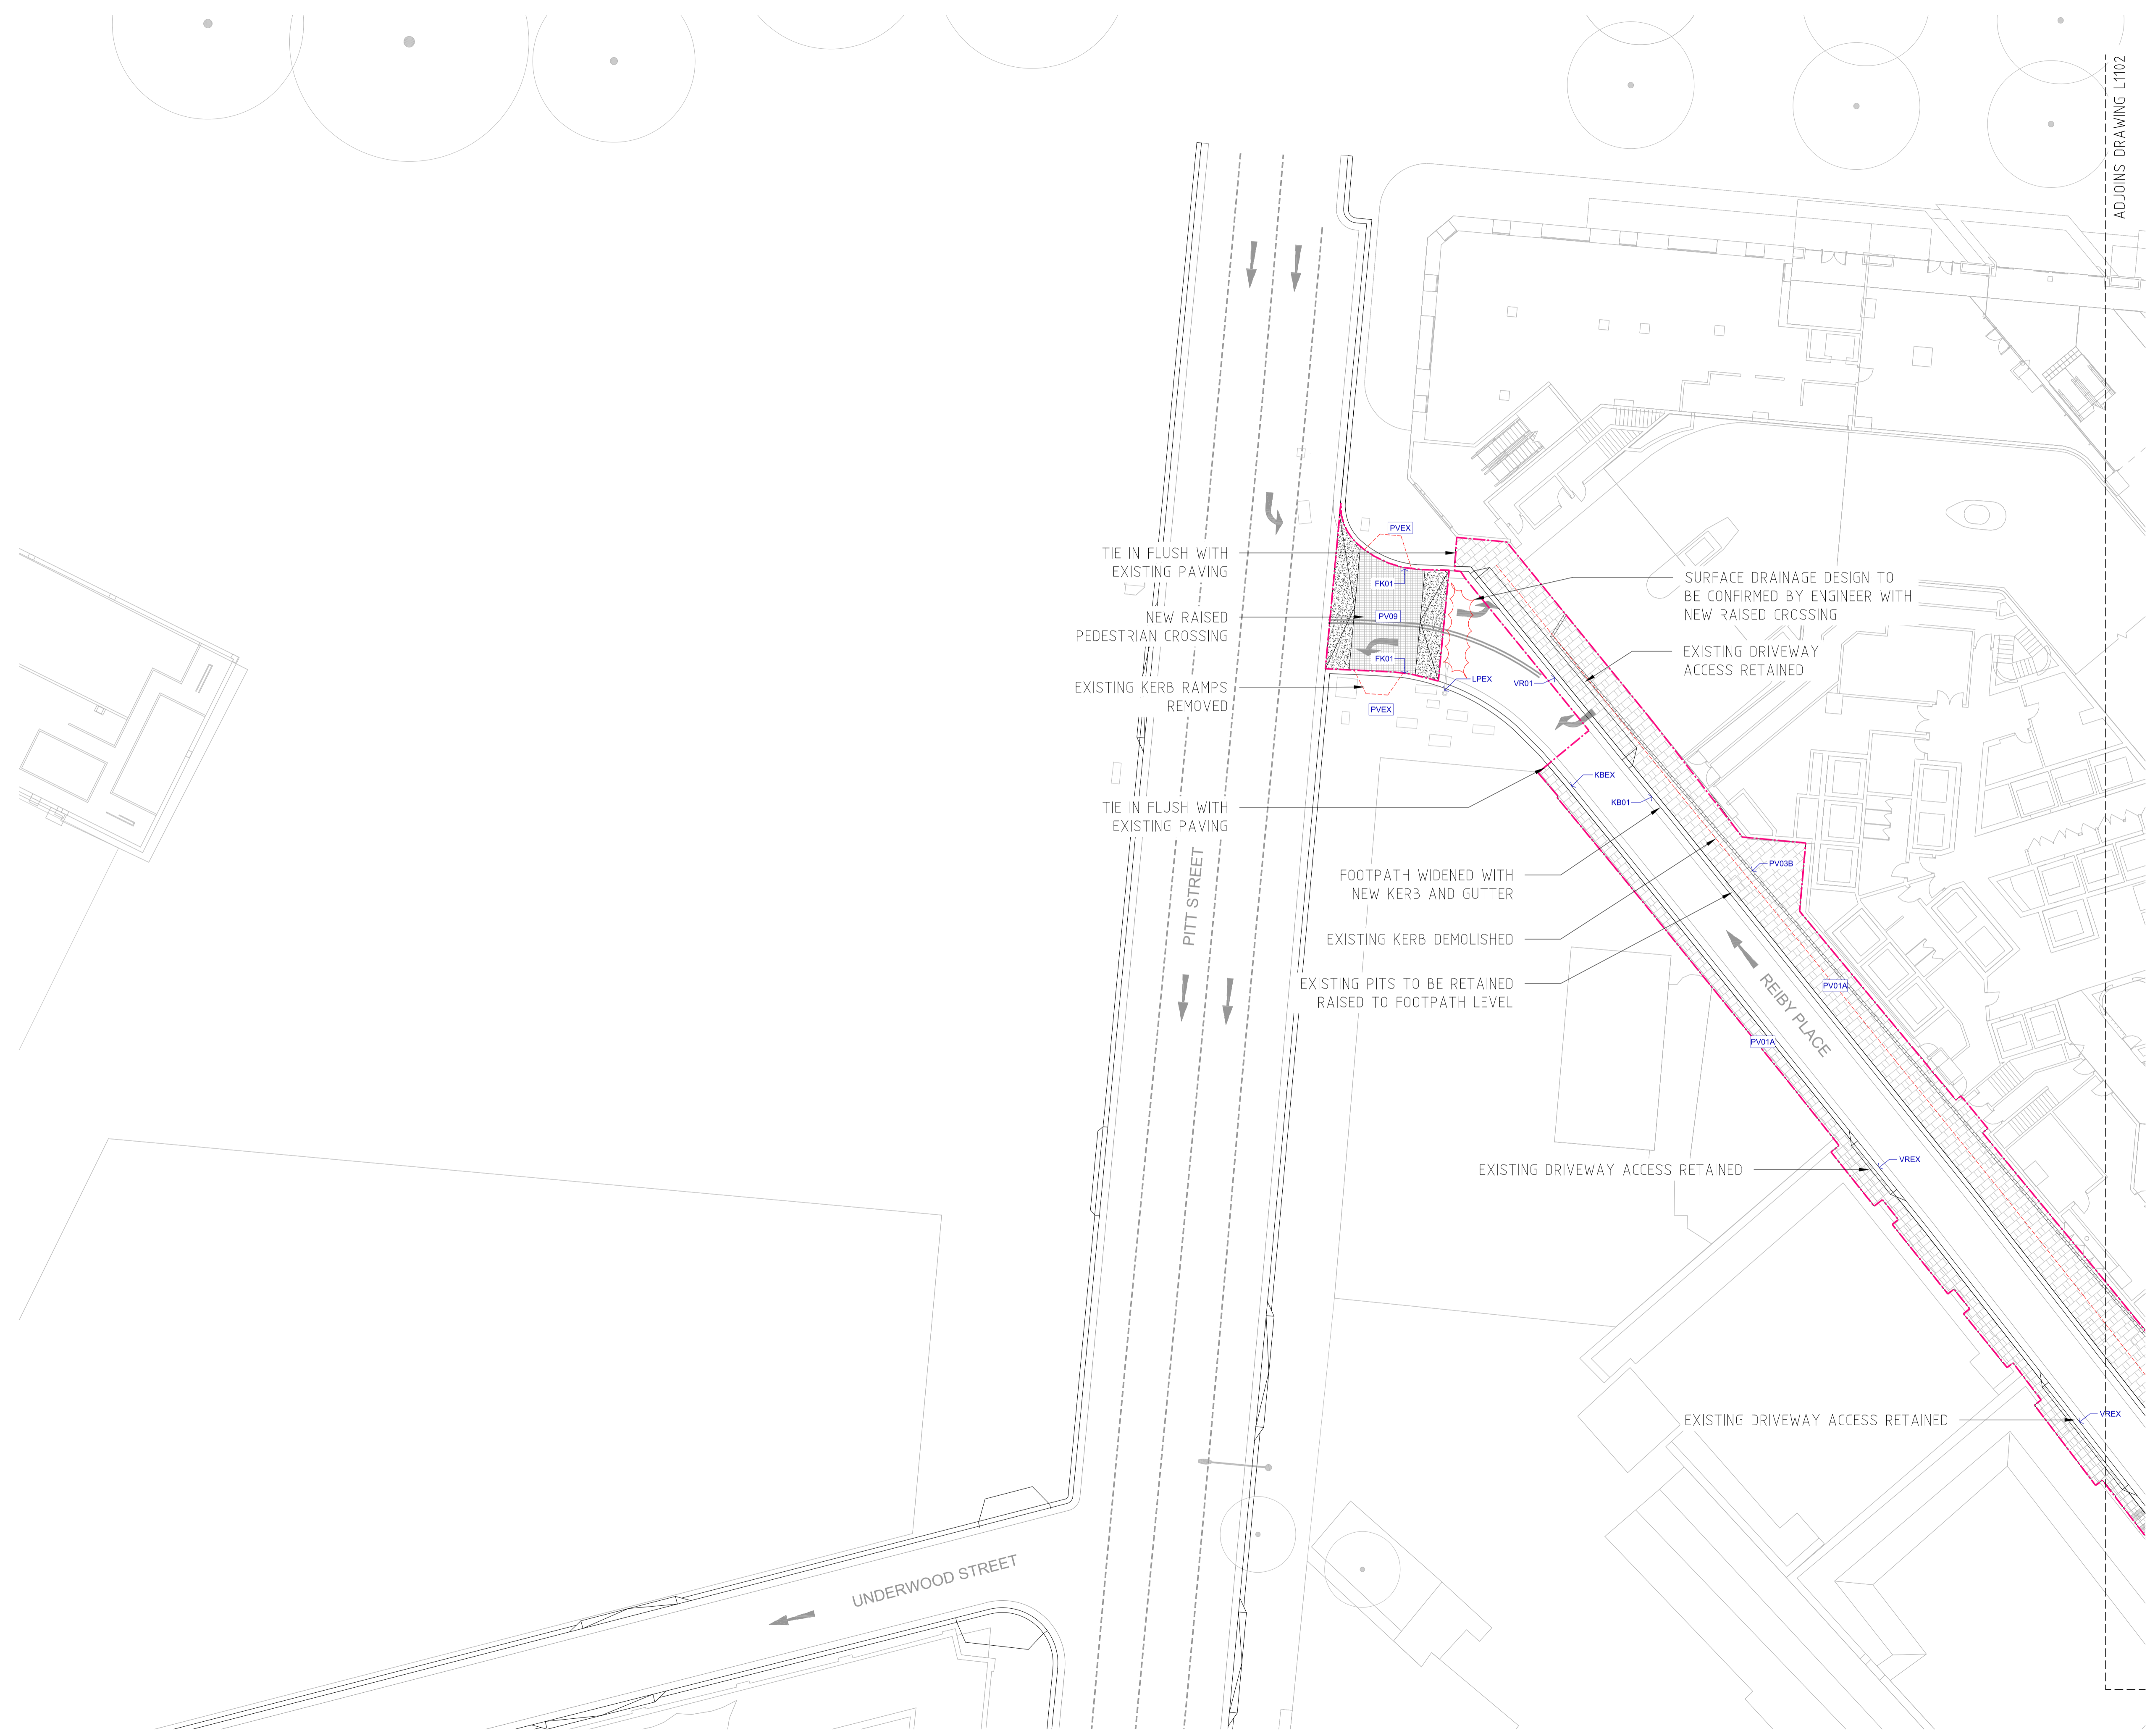 ADJOINS DRAWING L1102
PVEX
TIE IN FLUSH WITH
EXISTING PAVING
FK01
SURFACE DRAINAGE DESIGN TO
BE CONFIRMED BY ENGINEER WITH
NEW RAISED CROSSING
NEW RAISED
PEDESTRIAN CROSSING
PV09
EXISTING DRIVEWAY
ACCESS RETAINED
FK01
LPEX
VR01
EXISTING KERB RAMPS
REMOVED
PVEX
KBEX
KB01
TIE IN FLUSH WITH
EXISTING PAVING
PITT STREET
PV03B
FOOTPATH WIDENED WITH
NEW KERB AND GUTTER
EXISTING KERB DEMOLISHED
EXISTING PITS TO BE RETAINED
RAISED TO FOOTPATH LEVEL
PV01A
REIBY PLACE
PV01A
EXISTING DRIVEWAY ACCESS RETAINED
VREX
EXISTING DRIVEWAY ACCESS RETAINED
VREX
UNDERWOOD STREET